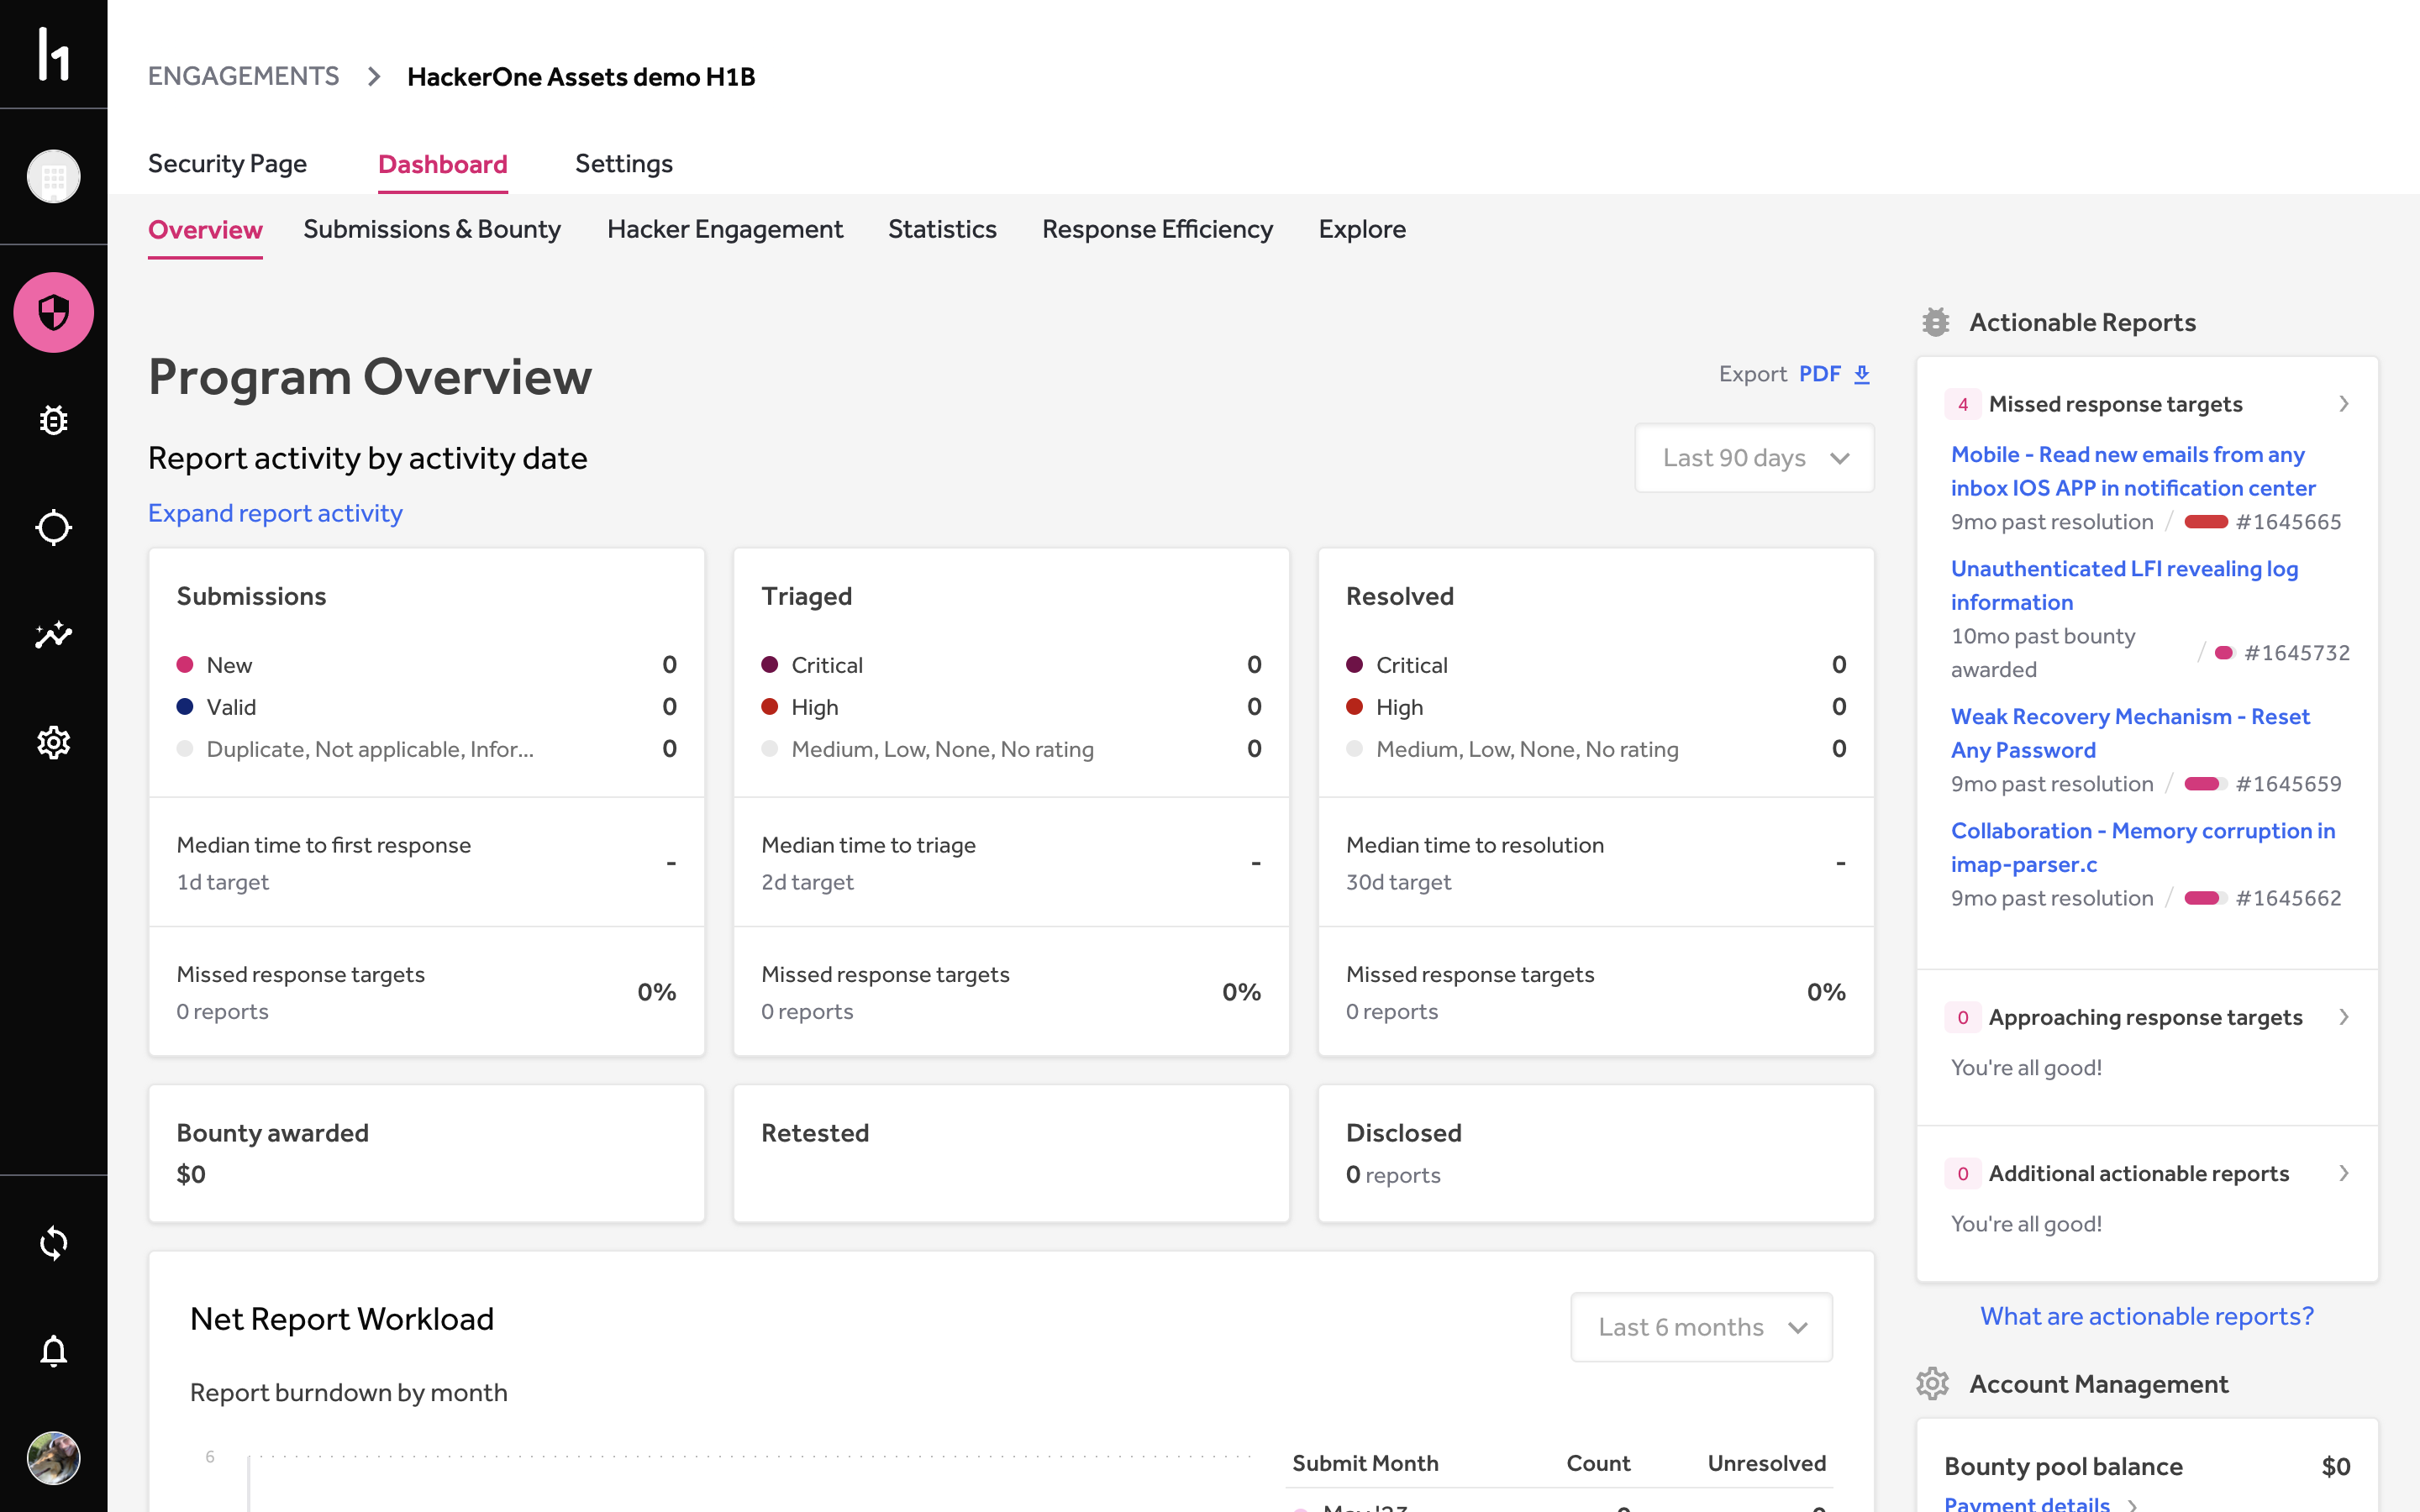 h1
ENGAGEMENTS
HackerOne Assets demo H1B
Security Page
Dashboard
Settings
Overview
Submissions & Bounty
Hacker Engagement
Statistics
Response Efficiency
Explore
Program Overview
Export PDF
Report activity by activity date
Last 90 days
Expand report activity
Submissions
New 0
Valid 0
Duplicate, Not applicable, Infor... 0
Median time to first response
-
1d target
Missed response targets
0%
0 reports
Triaged
Critical 0
High 0
Medium, Low, None, No rating 0
Median time to triage
-
2d target
Missed response targets
0%
0 reports
Resolved
Critical 0
High 0
Medium, Low, None, No rating 0
Median time to resolution
-
30d target
Missed response targets
0%
0 reports
Bounty awarded
$0
Retested
Disclosed
0 reports
Net Report Workload
Last 6 months
Report burndown by month
6
Submit Month Count Unresolved
May '23 0 0
Actionable Reports
4 Missed response targets
Mobile - Read new emails from any
inbox IOS APP in notification center
9mo past resolution / #1645665
Unauthenticated LFI revealing log
information
10mo past bounty
awarded
/ #1645732
Weak Recovery Mechanism - Reset
Any Password
9mo past resolution / #1645659
Collaboration - Memory corruption in
imap-parser.c
9mo past resolution / #1645662
0 Approaching response targets
You're all good!
0 Additional actionable reports
You're all good!
What are actionable reports?
Account Management
Bounty pool balance $0
Payment details